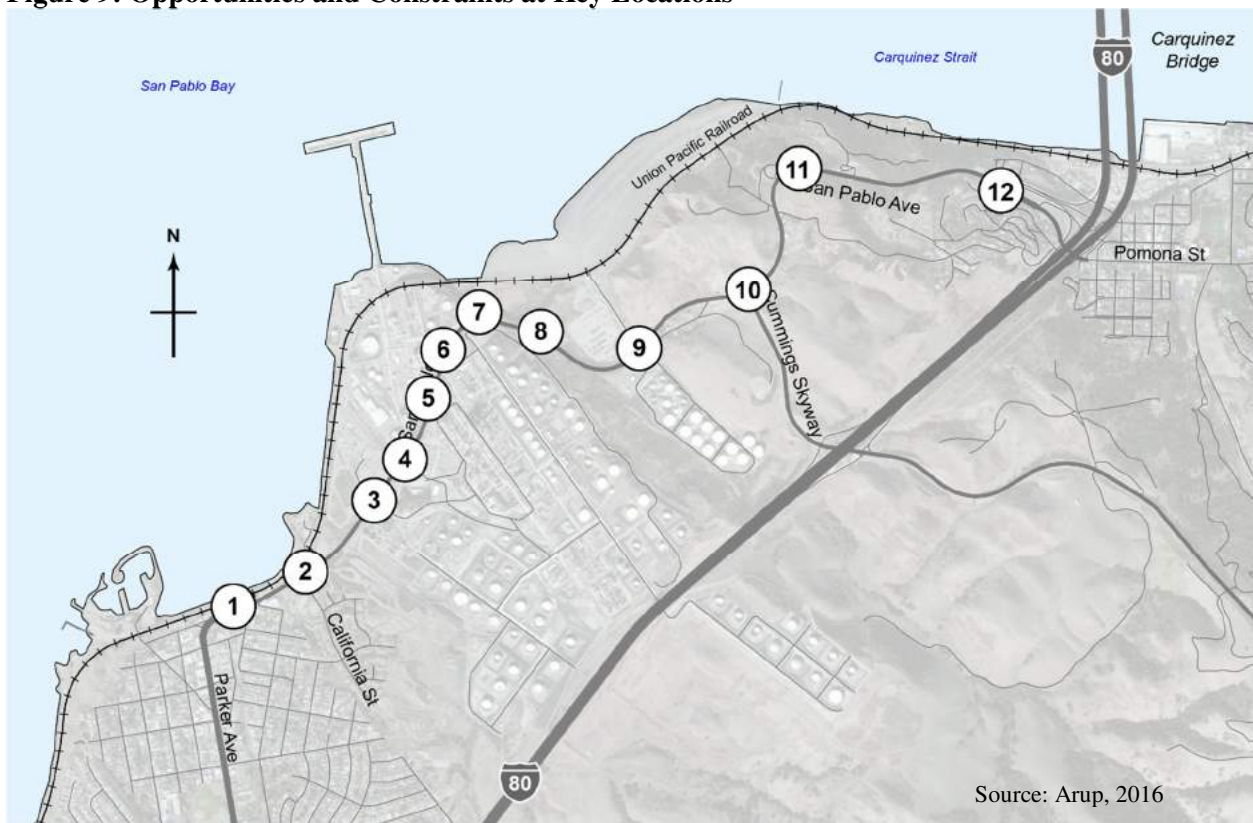 Figure 9: Opportunities and Constraints at Key Locations
San Pablo Bay
Carquinez Strait
80
Carquinez
Bridge
Union Pacific Railroad
N
11
San Pablo Ave
12
Pomona St
10
Cummings Skyway
7
8
9
6
5
4
3
2
1
California St
Parker Ave
80
Source: Arup, 2016